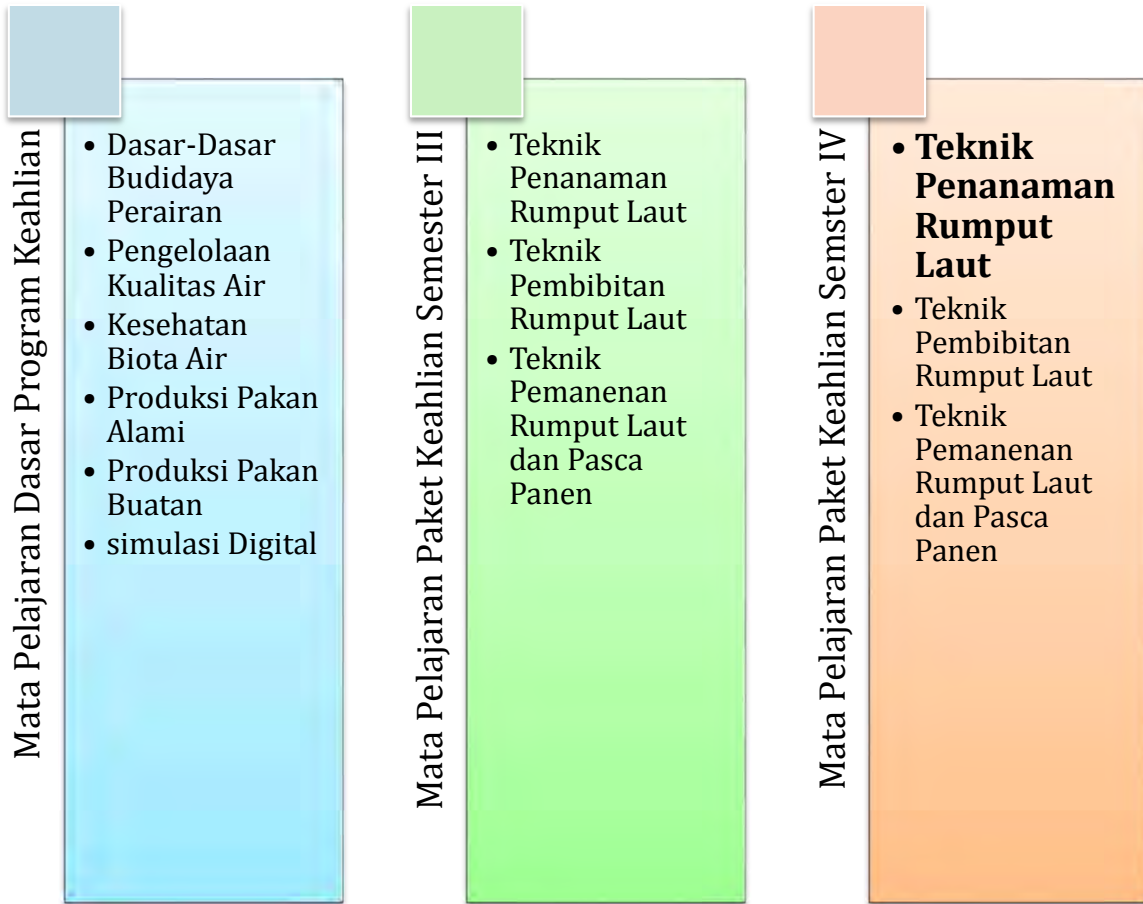 Mata Pelajaran Dasar Program Keahlian
• Dasar-Dasar
Budidaya
Perairan
• Pengelolaan
Kualitas Air
• Kesehatan
Biota Air
• Produksi Pakan
Alami
• Produksi Pakan
Buatan
• simulasi Digital
Mata Pelajaran Paket Keahlian Semester III
• Teknik
Penanaman
Rumput Laut
• Teknik
Pembibitan
Rumput Laut
• Teknik
Pemanenan
Rumput Laut
dan Pasca
Panen
Mata Pelajaran Paket Keahlian Semster IV
• Teknik
Penanaman
Rumput
Laut
• Teknik
Pembibitan
Rumput Laut
• Teknik
Pemanenan
Rumput Laut
dan Pasca
Panen